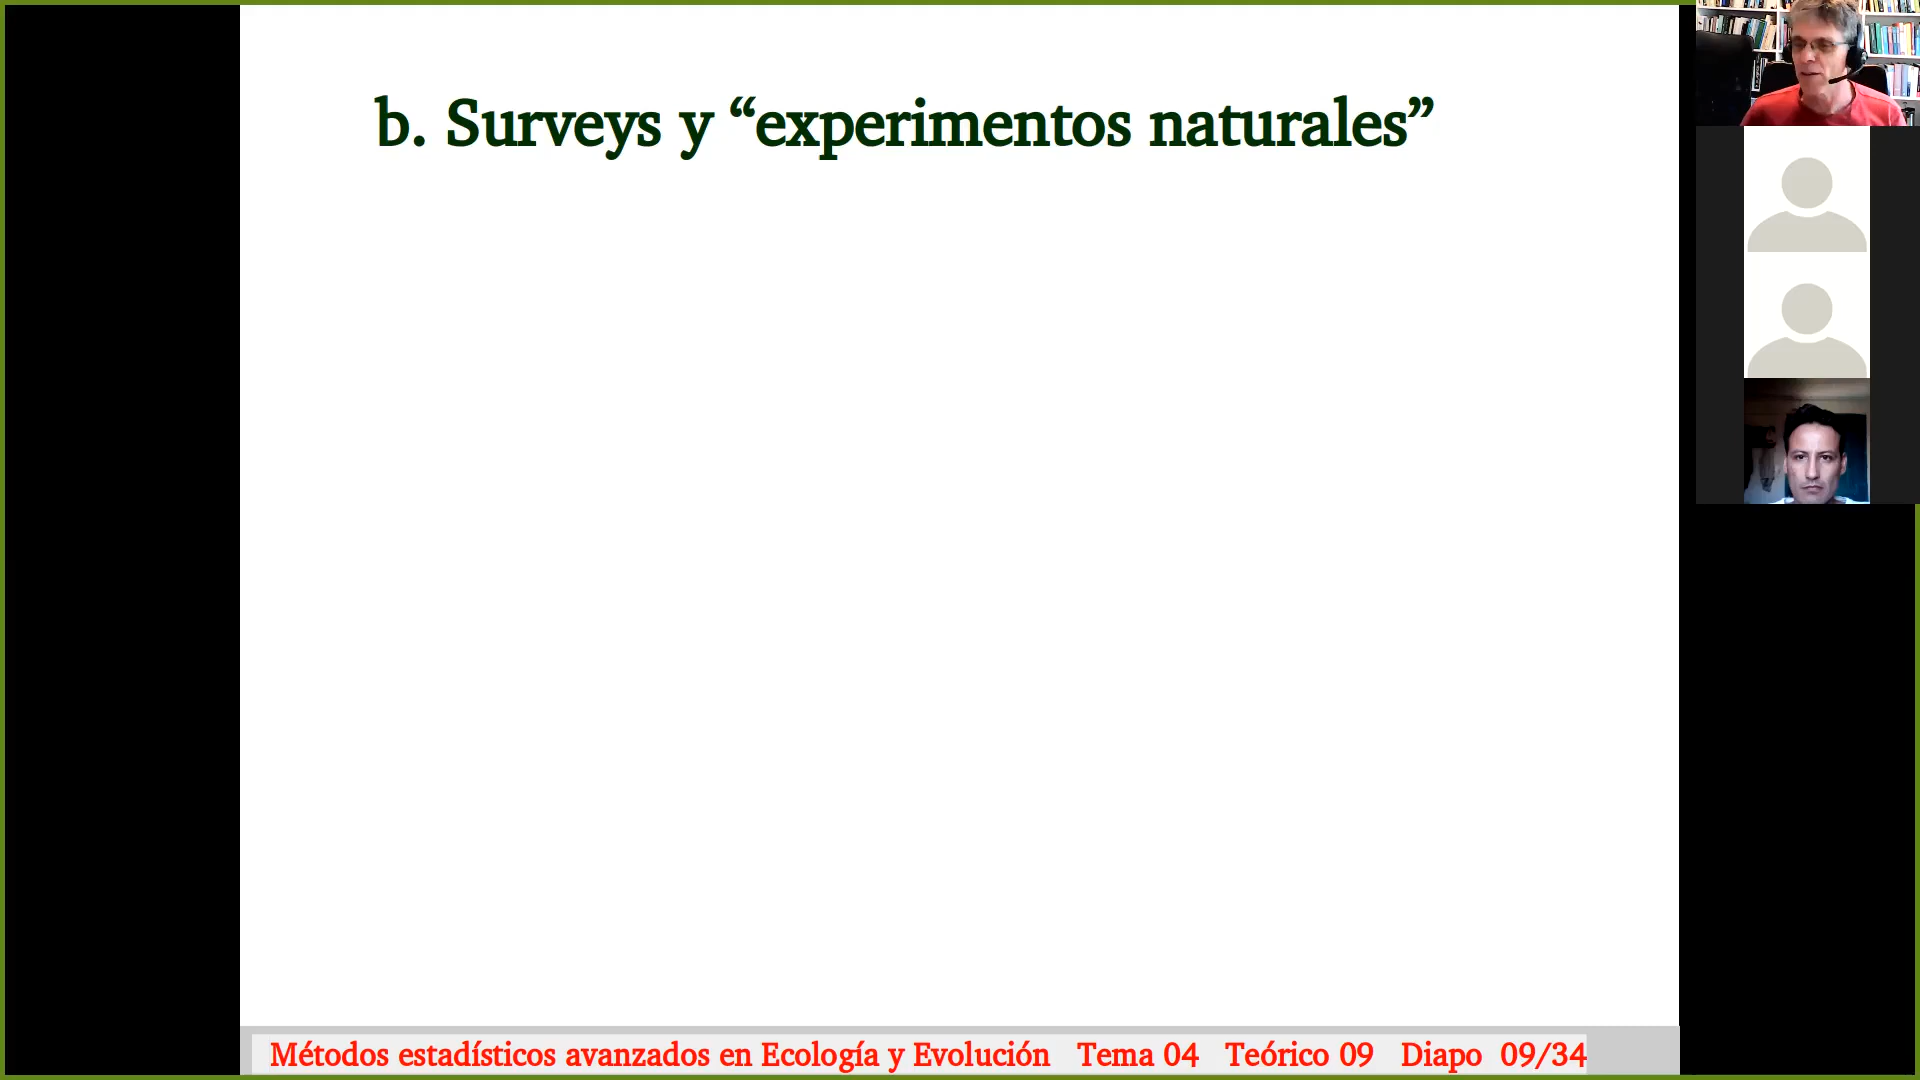 b. Surveys y “experimentos naturales”
Métodos estadísticos avanzados en Ecología y Evolución Tema 04 Teórico 09 Diapo 09/34